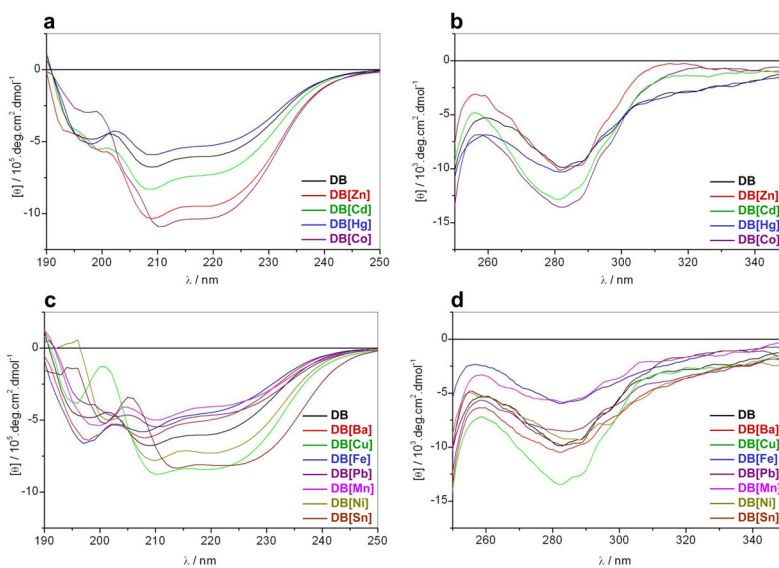 a
[θ] / 10⁵.deg.cm².dmol⁻¹
0
-5
-10
190 200 210 220 230 240 250
λ / nm
DB
DB[Zn]
DB[Cd]
DB[Hg]
DB[Co]
b
[θ] / 10³.deg.cm².dmol⁻¹
0
-5
-10
-15
260 280 300 320 340
λ / nm
DB
DB[Zn]
DB[Cd]
DB[Hg]
DB[Co]
c
[θ] / 10⁵.deg.cm².dmol⁻¹
0
-5
-10
190 200 210 220 230 240 250
λ / nm
DB
DB[Ba]
DB[Cu]
DB[Fe]
DB[Pb]
DB[Mn]
DB[Ni]
DB[Sn]
d
[θ] / 10³.deg.cm².dmol⁻¹
0
-5
-10
-15
260 280 300 320 340
λ / nm
DB
DB[Ba]
DB[Cu]
DB[Fe]
DB[Pb]
DB[Mn]
DB[Ni]
DB[Sn]